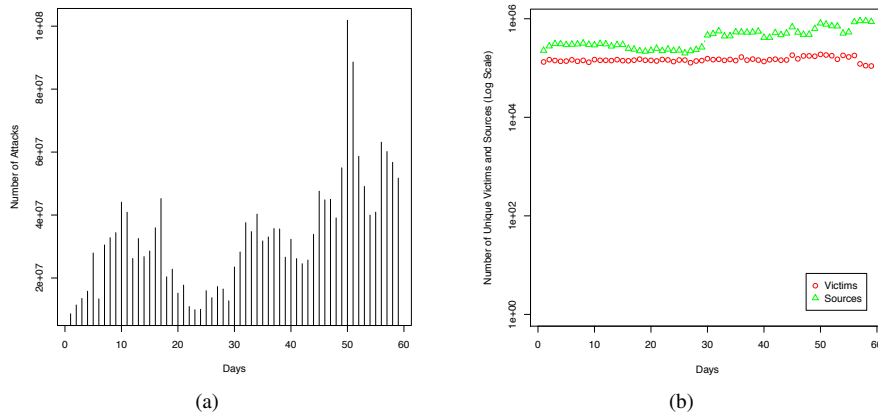 Number of Attacks
1e+08
8e+07
6e+07
4e+07
2e+07
0 10 20 30 40 50 60
Days
(a)
Number of Unique Victims and Sources (Log Scale)
1e+06
1e+04
1e+02
1e+00
Victims
Sources
0 10 20 30 40 50 60
Days
(b)